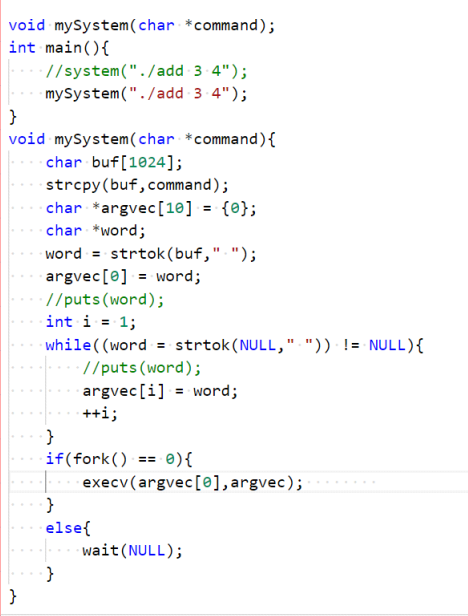 void mySystem(char *command);
int main(){
    //system("./add 3 4");
    mySystem("./add 3 4");
}
void mySystem(char *command){
    char buf[1024];
    strcpy(buf,command);
    char *argvec[10] = {0};
    char *word;
    word = strtok(buf," ");
    argvec[0] = word;
    //puts(word);
    int i = 1;
    while((word = strtok(NULL," ")) != NULL){
        //puts(word);
        argvec[i] = word;
        ++i;
    }
    if(fork() == 0){
        execv(argvec[0],argvec);
    }
    else{
        wait(NULL);
    }
}